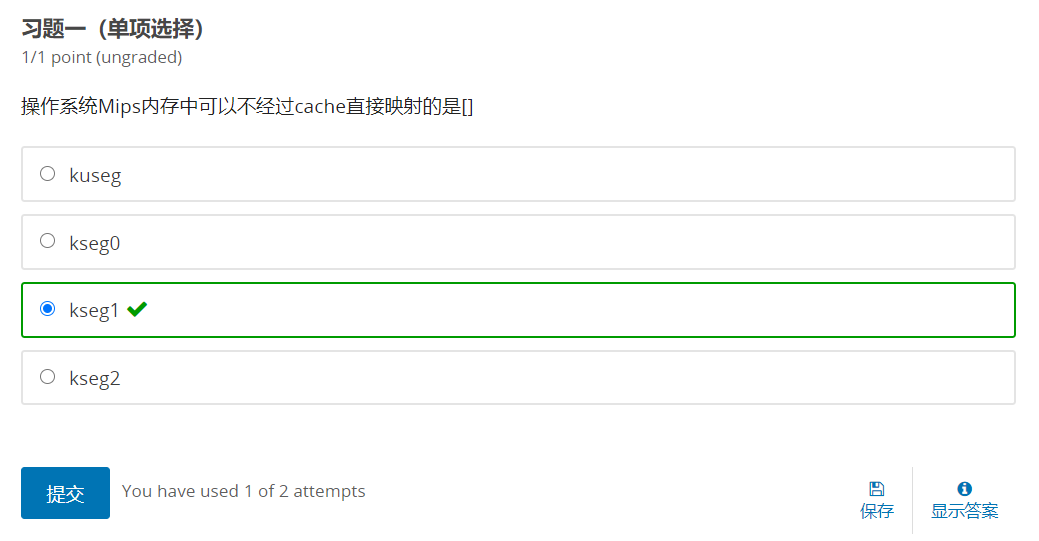 习题一（单项选择）
1/1 point (ungraded)
操作系统Mips内存中可以不经过cache直接映射的是[]
kuseg
kseg0
kseg1
kseg2
提交 You have used 1 of 2 attempts
保存
显示答案